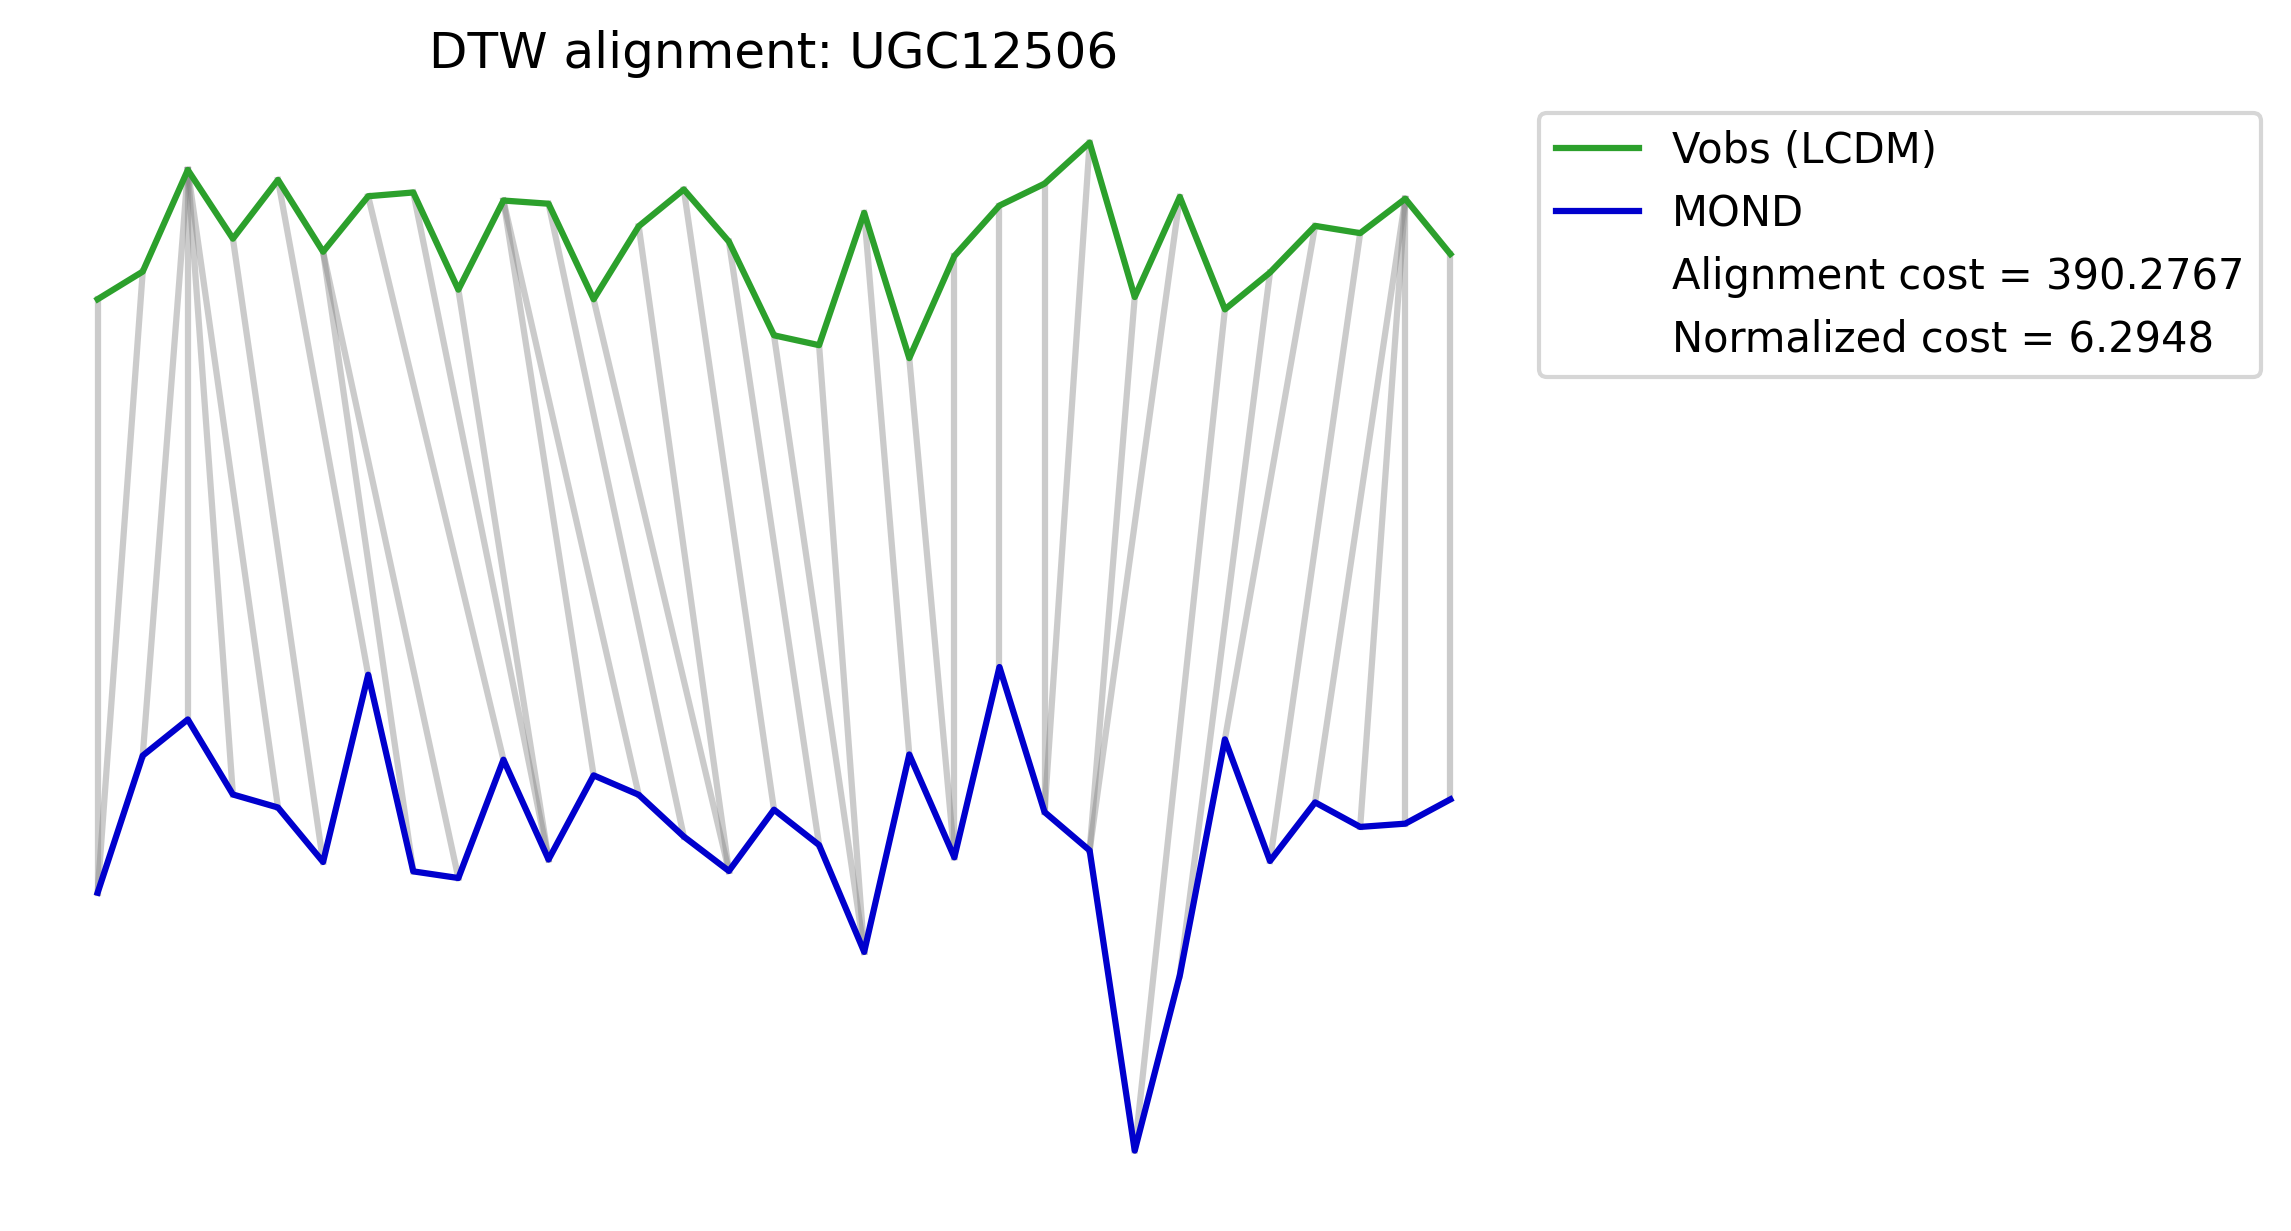 DTW alignment: UGC12506
Vobs (LCDM)
MOND
Alignment cost = 390.2767
Normalized cost = 6.2948